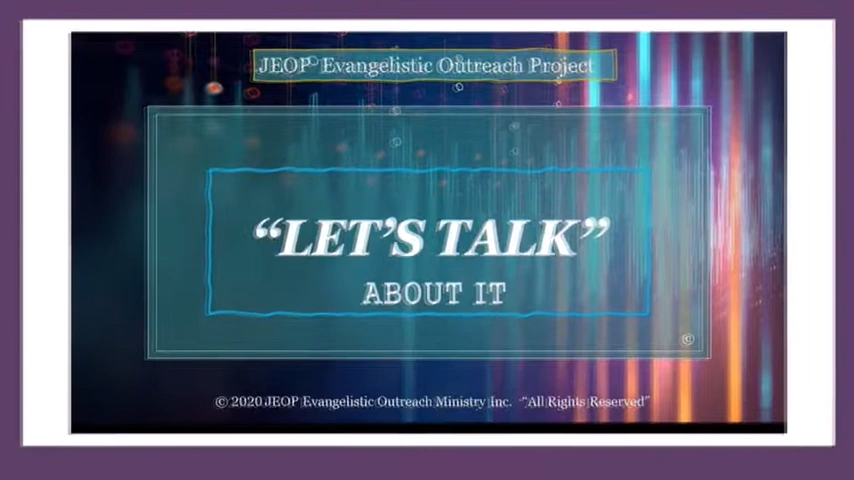 JEOP Evangelistic Outreach Project
“LET’S TALK”
ABOUT IT
©
© 2020 JEOP Evangelistic Outreach Ministry Inc. “All Rights Reserved”